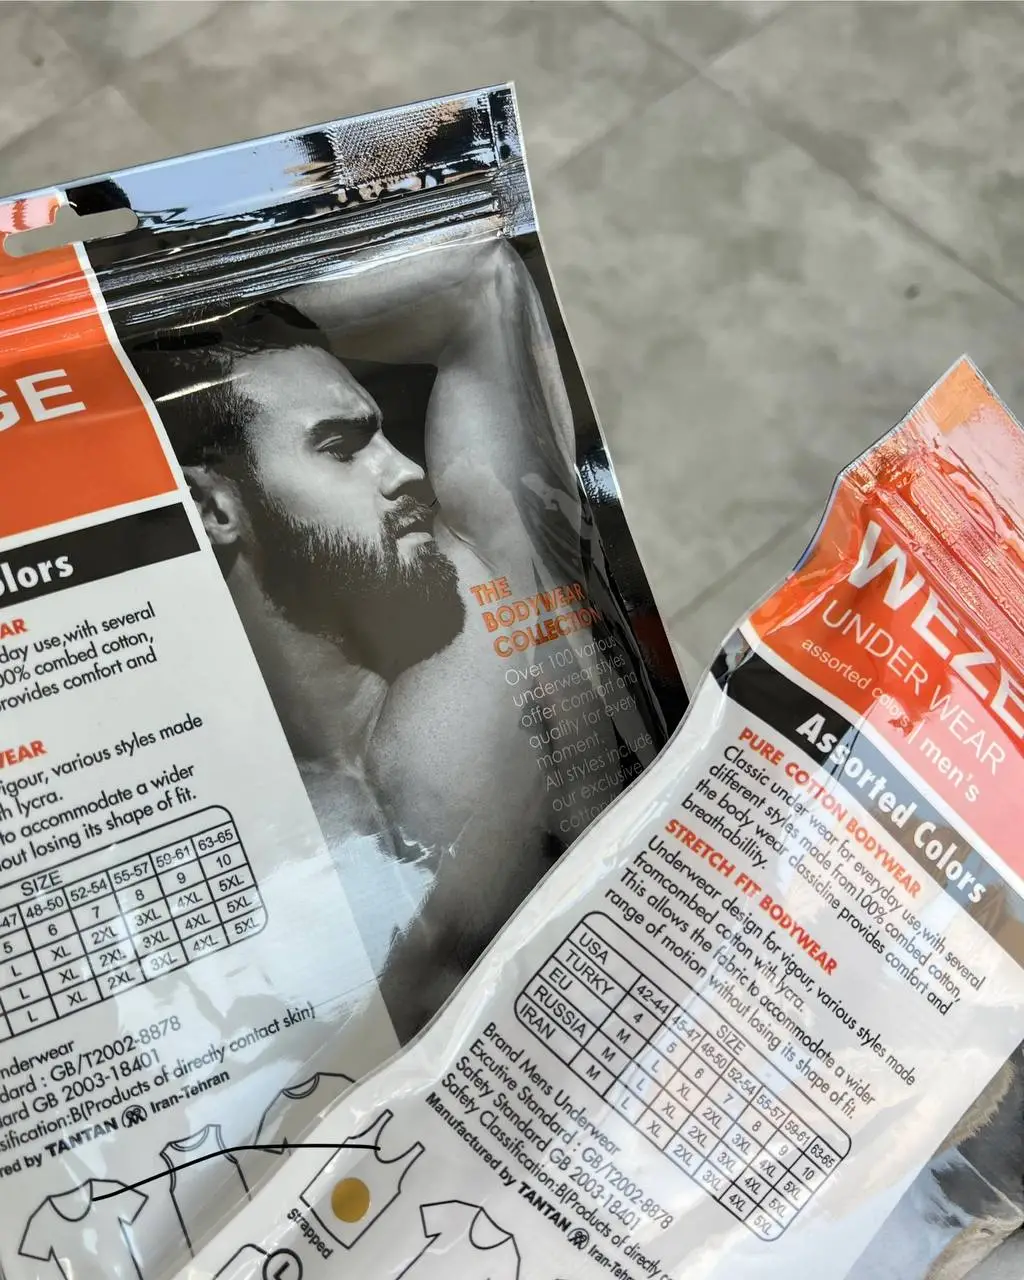 GE
olors
AR
day use,with several
00% combed cotton,
provides comfort and
WEAR
rigour, various styles made
th lycra.
to accommodate a wider
out losing its shape of fit.
SIZE
-47 48-50 52-54 55-57 59-61 63-65
5 6 7 8 9 10
L XL 2XL 3XL 4XL 5XL
L XL 2XL 3XL 4XL 5XL
L XL 2XL 3XL 4XL 5XL
nderwear
dard : GB/T2002-8878
ard GB 2003-18401
sification:B(Products of directly contact skin)
red by TANTAN Iran-Tehran
THE
BODYWEAR
COLLECTION
Over 100 various
underwear styles
offer comfort and
quality for every
moment.
All styles include
our exclusive
WEZE
UNDER WEAR
assorted colors men's
Assorted Colors
PURE COTTON BODYWEAR
Classic under wear for everyday use,with several
different styles made from100% combed cotton,
the body wear classicline provides comfort and
breathability.
STRETCH FIT BODYWEAR
Underwear design for vigour, various styles made
fromcombed cotton with lycra.
This allows the fabric to accommodate a wider
range of motion without losing its shape of fit.
SIZE
USA 42-44 45-47 48-50 52-54 55-57 59-61 63-65
TURKY 4 5 6 7 8 9 10
EU M L XL 2XL 3XL 4XL 5XL
RUSSIA M L XL 2XL 3XL 4XL 5XL
IRAN M L XL 2XL 3XL 4XL 5XL
Brand Mens Underwear
Excutive Standard : GB/T2002-8878
Safety Standard GB 2003-18401
Safety Classification:B(Products of directly co
Manufactured by TANTAN Iran-Tehr
Strapped
L